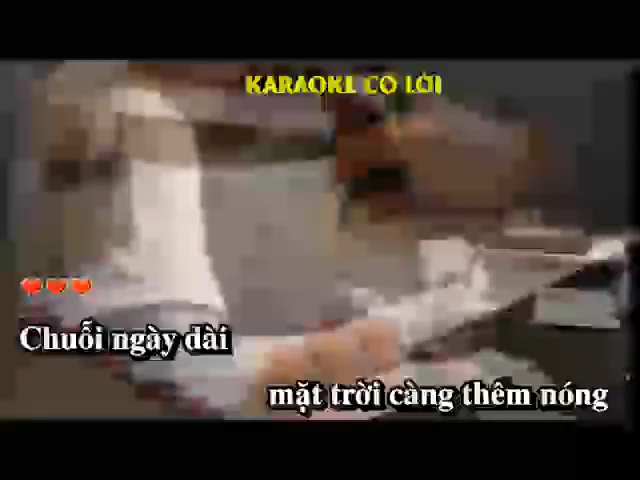 KARAOKE CO LỜI
Chuỗi ngày dài
mặt trời càng thêm nóng